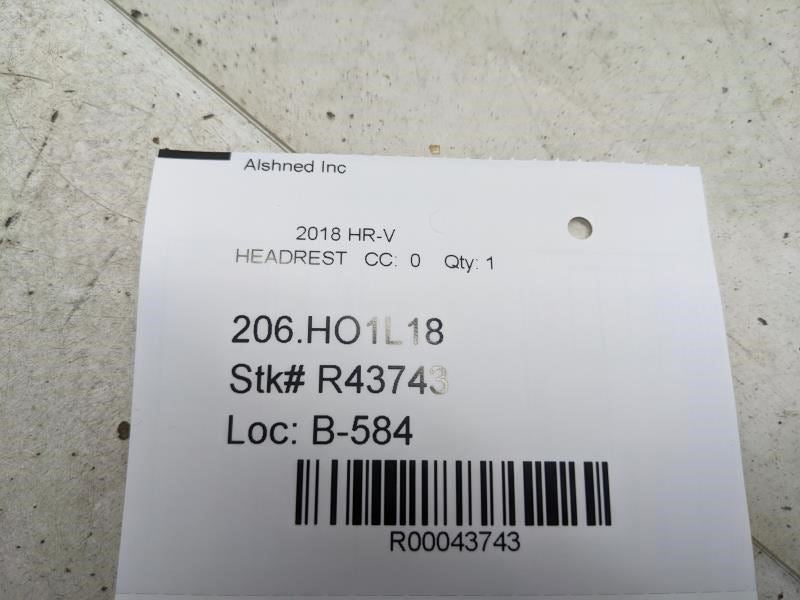 Alshned Inc
2018 HR-V
HEADREST CC: 0 Qty: 1
206.HO1L18
Stk# R43743
Loc: B-584
R00043743